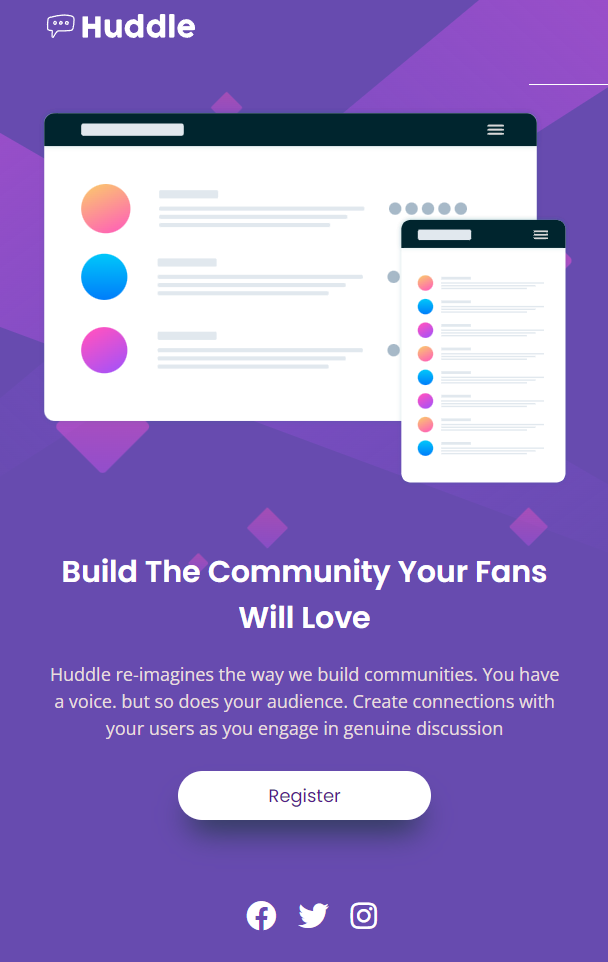 Huddle
Build The Community Your Fans
Will Love
Huddle re-imagines the way we build communities. You have
a voice. but so does your audience. Create connections with
your users as you engage in genuine discussion
Register